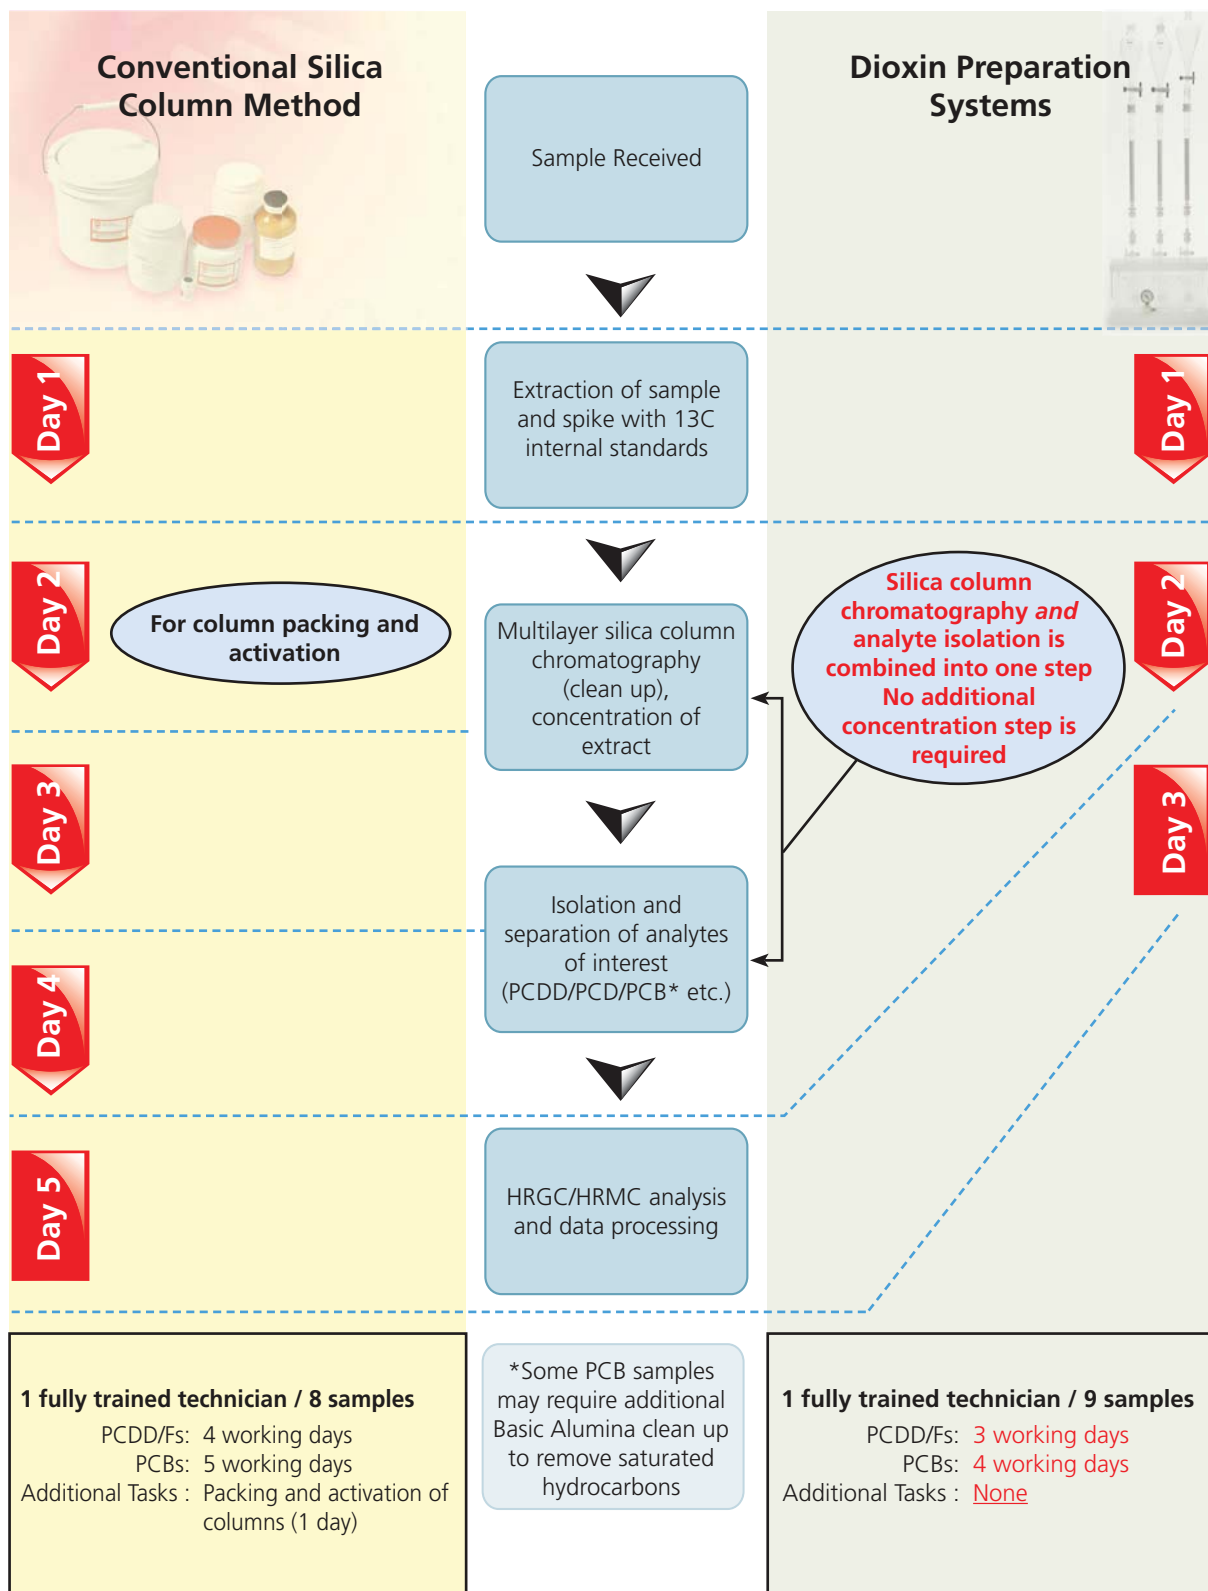 Conventional Silica
Column Method
Sample Received
Dioxin Preparation
Systems
Day 1
Extraction of sample
and spike with 13C
internal standards
Day 1
Day 2
For column packing and
activation
Multilayer silica column
chromatography
(clean up),
concentration of
extract
Silica column
chromatography and
analyte isolation is
combined into one step
No additional
concentration step is
required
Day 2
Day 3
Day 3
Isolation and
separation of analytes
of interest
(PCDD/PCD/PCB* etc.)
Day 4
Day 5
HRGC/HRMC analysis
and data processing
1 fully trained technician / 8 samples
PCDD/Fs: 4 working days
PCBs: 5 working days
Additional Tasks : Packing and activation of
columns (1 day)
*Some PCB samples
may require additional
Basic Alumina clean up
to remove saturated
hydrocarbons
1 fully trained technician / 9 samples
PCDD/Fs: 3 working days
PCBs: 4 working days
Additional Tasks : None